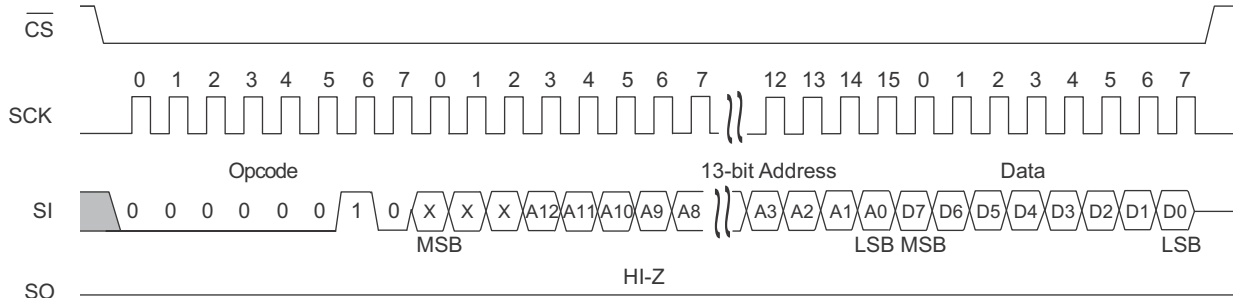 CS
0 1 2 3 4 5 6 7 0 1 2 3 4 5 6 7 12 13 14 15 0 1 2 3 4 5 6 7
SCK
Opcode 13-bit Address Data
SI 0 0 0 0 0 0 1 0 X X X A12 A11 A10 A9 A8 A3 A2 A1 A0 D7 D6 D5 D4 D3 D2 D1 D0
MSB LSB MSB LSB
HI-Z
SO